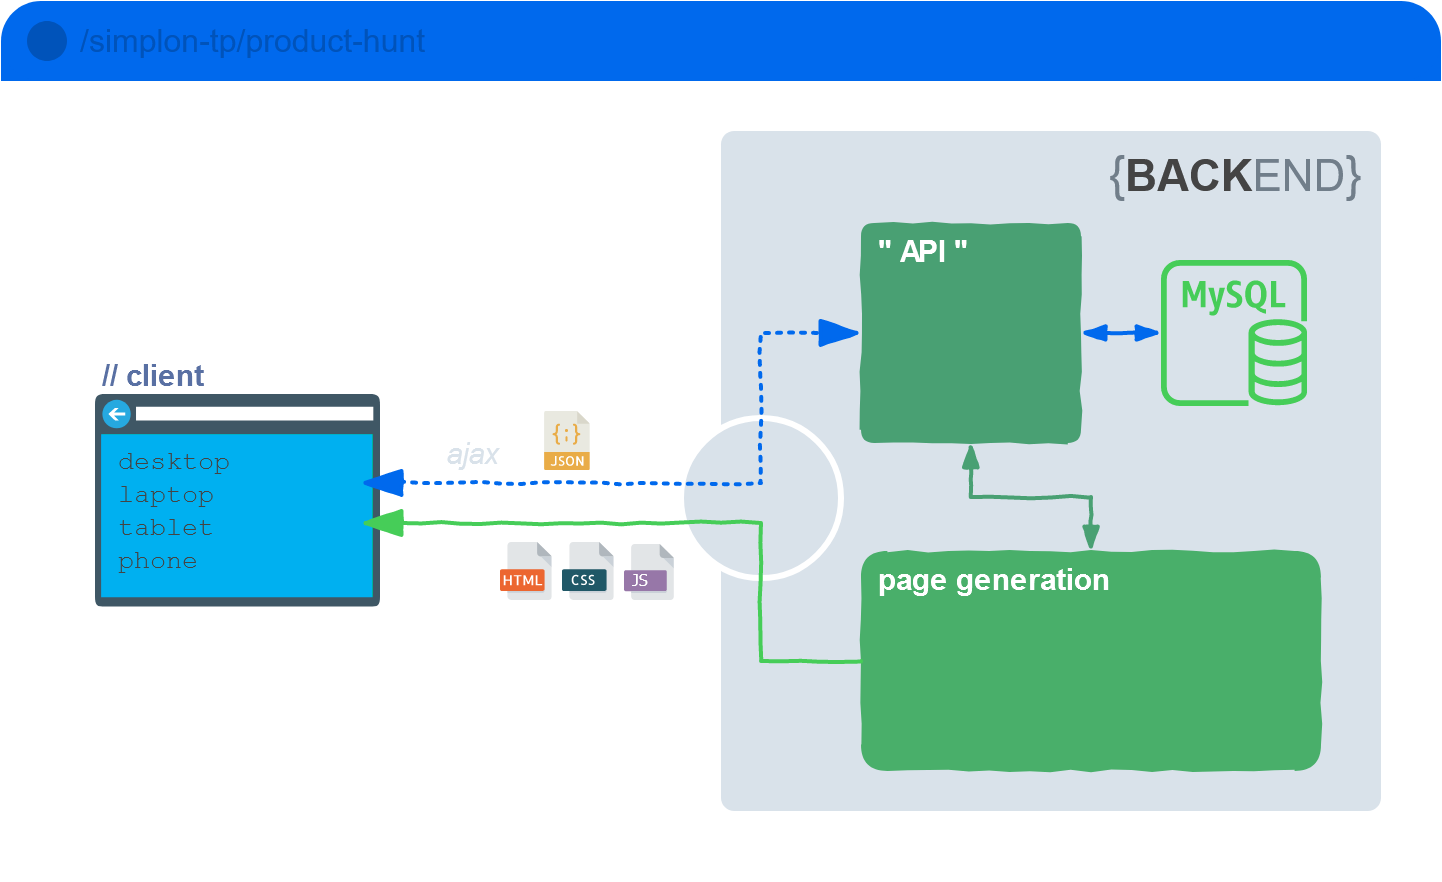 /simplon-tp/product-hunt
{BACKEND}
" API "
MySQL
// client
desktop
laptop
tablet
phone
ajax
{;}
JSON
HTML
CSS
JS
page generation